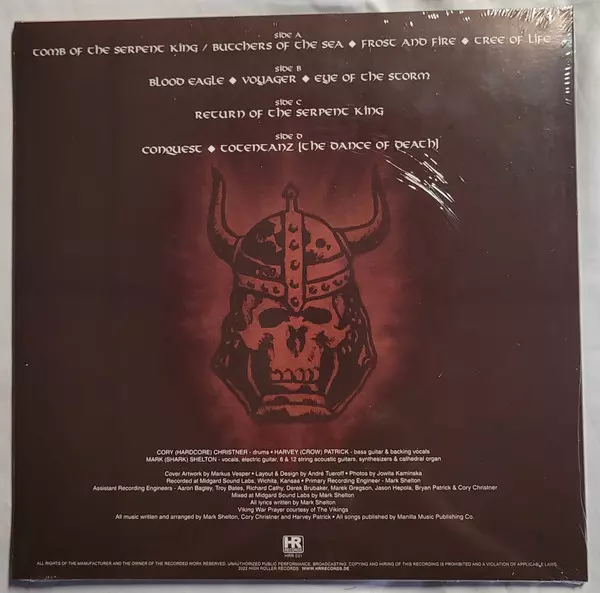 SIDE A
TOMB OF THE SERPENT KING / BUTCHERS OF THE SEA ◆ FROST AND FIRE ◆ TREE OF LIFE
SIDE B
BLOOD EAGLE ◆ VOYAGER ◆ EYE OF THE STORM
SIDE C
RETURN OF THE SERPENT KING
SIDE D
CONQUEST ◆ TOTENTANZ [THE DANCE OF DEATH]
CORY (HARDCORE) CHRISTNER - drums • HARVEY (CROW) PATRICK - bass guitar & backing vocals
MARK (SHARK) SHELTON - vocals, electric guitar, 6 & 12 string acoustic guitars, synthesizers & cathedral organ
Cover Artwork by Markus Vesper • Layout & Design by André Tueroff • Photos by Jowita Kaminska
Recorded at Midgard Sound Labs, Wichita, Kansas • Primary Recording Engineer - Mark Shelton
Assistant Recording Engineers - Aaron Bagley, Troy Bates, Richard Cathy, Derek Brubaker, Marek Gregson, Jason Hepola, Bryan Patrick & Cory Christner
Mixed at Midgard Sound Labs by Mark Shelton
All lyrics written by Mark Shelton
Viking War Prayer courtesy of The Vikings
All music written and arranged by Mark Shelton, Cory Christner and Harvey Patrick • All songs published by Manilla Music Publishing Co.
HR
RECORDS
HRR 331
ALL RIGHTS OF THE MANUFACTURER AND THE OWNER OF THE RECORDED WORK RESERVED. UNAUTHORIZED PUBLIC PERFORMANCE, BROADCASTING, COPYING AND HIRING OF THIS RECORDING IS PROHIBITED AND A VIOLATION OF APPLICABLE LAWS.
2022 HIGH ROLLER RECORDS WWW.HRRECORDS.DE